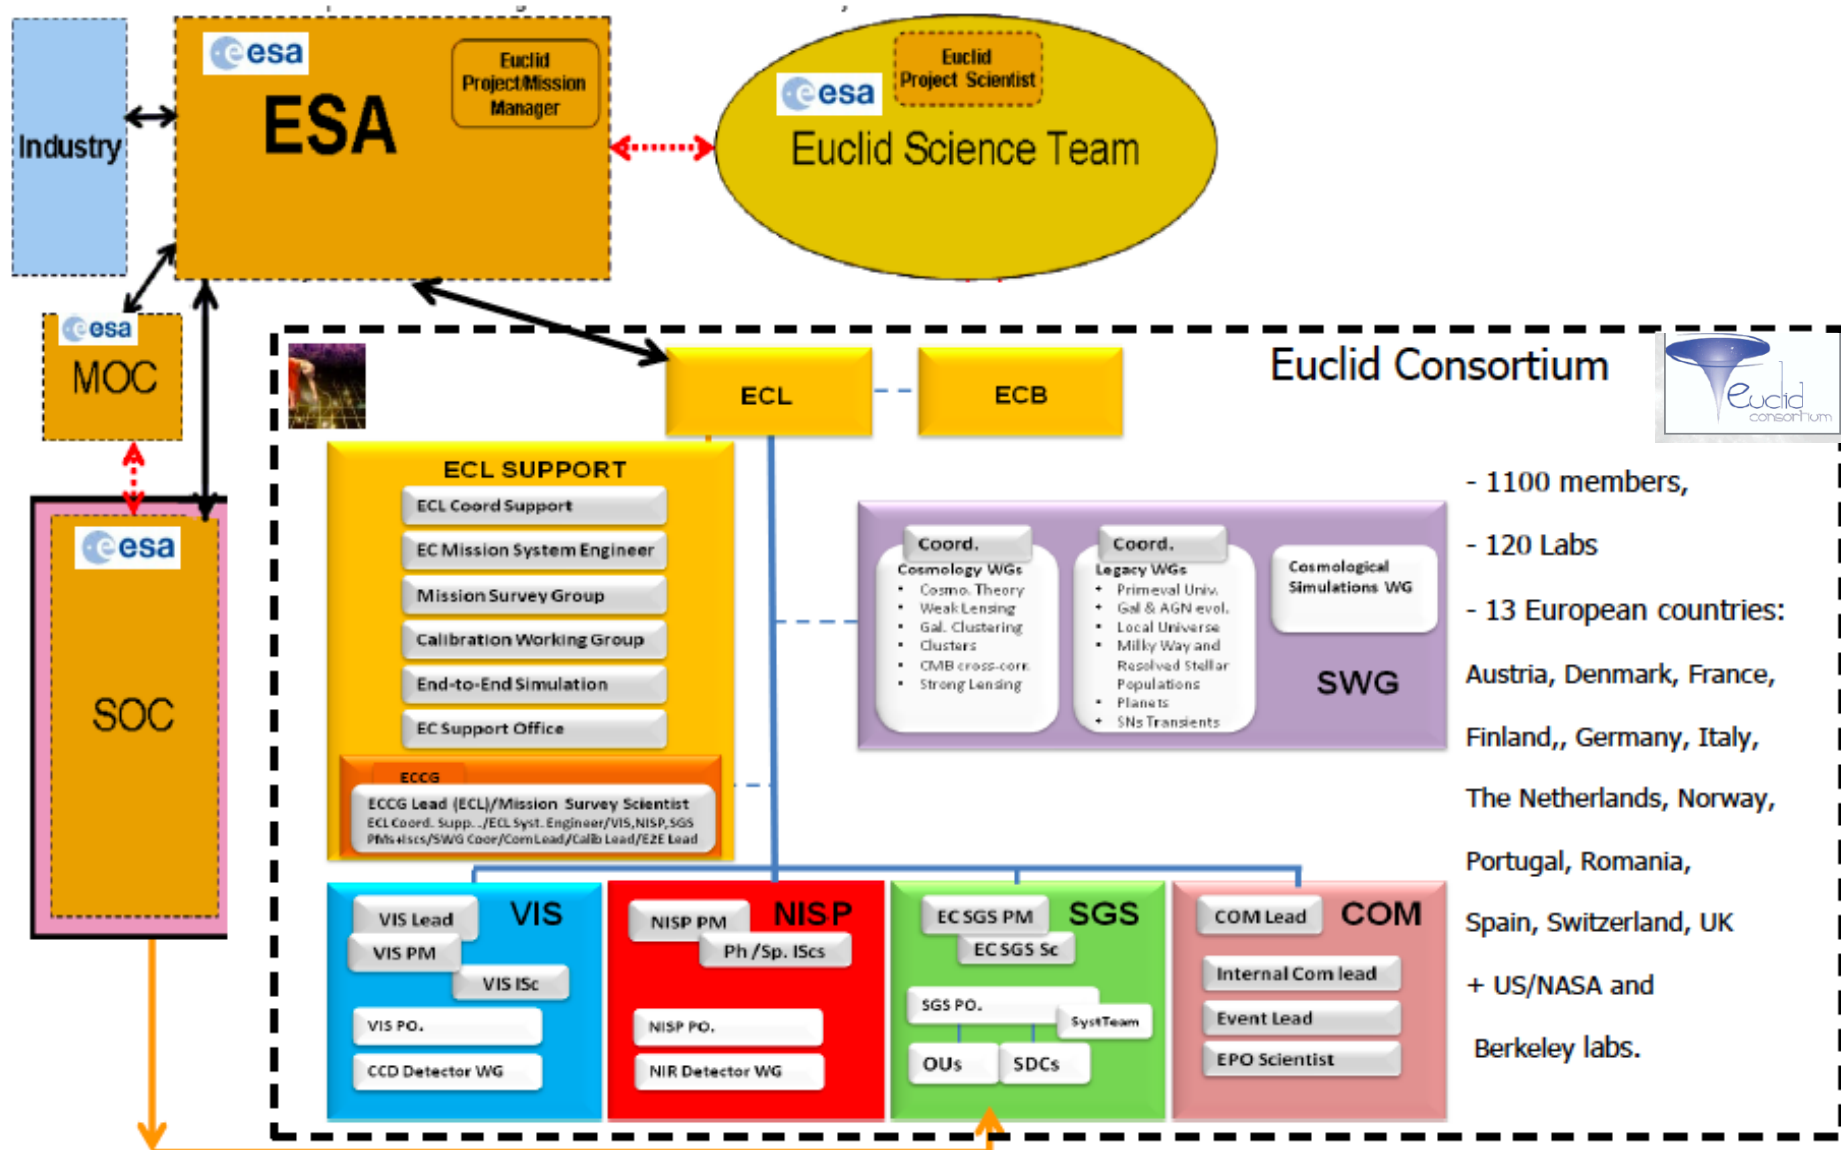 esa
Euclid
Project/Mission
Manager
ESA
Industry
Euclid
Project Scientist
esa
Euclid Science Team
esa
MOC
esa
SOC
ECL
ECB
Euclid Consortium
Euclid
consortium
ECL SUPPORT
ECL Coord Support
EC Mission System Engineer
Mission Survey Group
Calibration Working Group
End-to-End Simulation
EC Support Office
ECCG
ECCG Lead (ECL)/Mission Survey Scientist
ECL Coord. Supp.../ECL Syst. Engineer/VIS,NISP,SGS
PMs+Iscs/SWG Coor/ComLead/Calib Lead/E2E Lead
Coord.
Cosmology WGs
• Cosmo. Theory
• Weak Lensing
• Gal. Clustering
• Clusters
• CMB cross-corr.
• Strong Lensing
Coord.
Legacy WGs
• Primeval Univ.
• Gal & AGN evol.
• Local Universe
• Milky Way and
Resolved Stellar
Populations
• Planets
• SNs Transients
Cosmological
Simulations WG
SWG
- 1100 members,
- 120 Labs
- 13 European countries:
Austria, Denmark, France,
Finland,, Germany, Italy,
The Netherlands, Norway,
Portugal, Romania,
Spain, Switzerland, UK
+ US/NASA and
Berkeley labs.
VIS
VIS Lead
VIS PM
VIS ISc
VIS PO.
CCD Detector WG
NISP
NISP PM
Ph /Sp. IScs
NISP PO.
NIR Detector WG
SGS
EC SGS PM
EC SGS Sc
SGS PO.
SystTeam
OUs
SDCs
COM
COM Lead
Internal Com lead
Event Lead
EPO Scientist